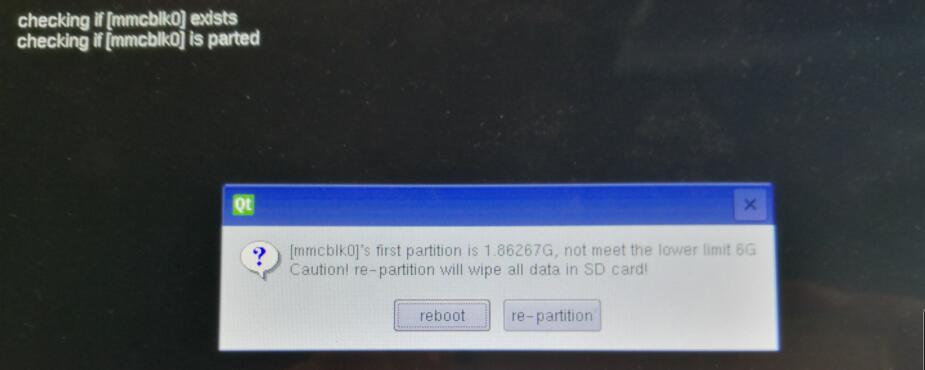 checking if [mmcblk0] exists
checking if [mmcblk0] is parted
Qt
[mmcblk0]'s first partition is 1.86267G, not meet the lower limit 6G
Caution! re-partition will wipe all data in SD card!
reboot
re-partition